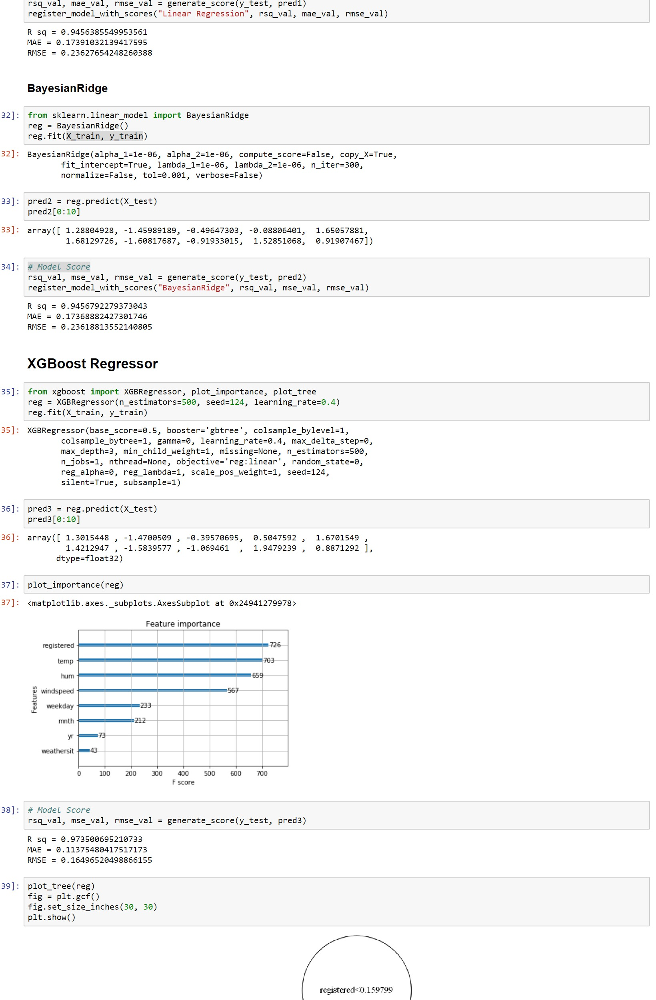 rsq_val, mae_val, rmse_val = generate_score(y_test, pred1)
register_model_with_scores("Linear Regression", rsq_val, mae_val, rmse_val)
R sq = 0.9456385549953561
MAE = 0.17391032139417595
RMSE = 0.23627654248260388
BayesianRidge
32]: from sklearn.linear_model import BayesianRidge
reg = BayesianRidge()
reg.fit(X_train, y_train)
32]: BayesianRidge(alpha_1=1e-06, alpha_2=1e-06, compute_score=False, copy_X=True,
fit_intercept=True, lambda_1=1e-06, lambda_2=1e-06, n_iter=300,
normalize=False, tol=0.001, verbose=False)
33]: pred2 = reg.predict(X_test)
pred2[0:10]
33]: array([ 1.28804928, -1.45989189, -0.49647303, -0.08806401,  1.65057881,
1.68129726, -1.60817687, -0.91933015,  1.52851068,  0.91907467])
34]: # Model Score
rsq_val, mse_val, rmse_val = generate_score(y_test, pred2)
register_model_with_scores("BayesianRidge", rsq_val, mse_val, rmse_val)
R sq = 0.9456792279373043
MAE = 0.17368882427301746
RMSE = 0.23618813552140805
XGBoost Regressor
35]: from xgboost import XGBRegressor, plot_importance, plot_tree
reg = XGBRegressor(n_estimators=500, seed=124, learning_rate=0.4)
reg.fit(X_train, y_train)
35]: XGBRegressor(base_score=0.5, booster='gbtree', colsample_bylevel=1,
colsample_bytree=1, gamma=0, learning_rate=0.4, max_delta_step=0,
max_depth=3, min_child_weight=1, missing=None, n_estimators=500,
n_jobs=1, nthread=None, objective='reg:linear', random_state=0,
reg_alpha=0, reg_lambda=1, scale_pos_weight=1, seed=124,
silent=True, subsample=1)
36]: pred3 = reg.predict(X_test)
pred3[0:10]
36]: array([ 1.3015448 , -1.4700509 , -0.39570695,  0.5047592 ,  1.6701549 ,
1.4212947 , -1.5839577 , -1.069461  ,  1.9479239 ,  0.8871292 ],
dtype=float32)
37]: plot_importance(reg)
37]: <matplotlib.axes._subplots.AxesSubplot at 0x24941279978>
Feature importance
registered 726
temp 703
hum 659
windspeed 567
weekday 233
mnth 212
yr 73
weathersit 43
Features
0 100 200 300 400 500 600 700
F score
38]: # Model Score
rsq_val, mse_val, rmse_val = generate_score(y_test, pred3)
R sq = 0.973500695210733
MAE = 0.11375480417517173
RMSE = 0.16496520498866155
39]: plot_tree(reg)
fig = plt.gcf()
fig.set_size_inches(30, 30)
plt.show()
registered<0.159799